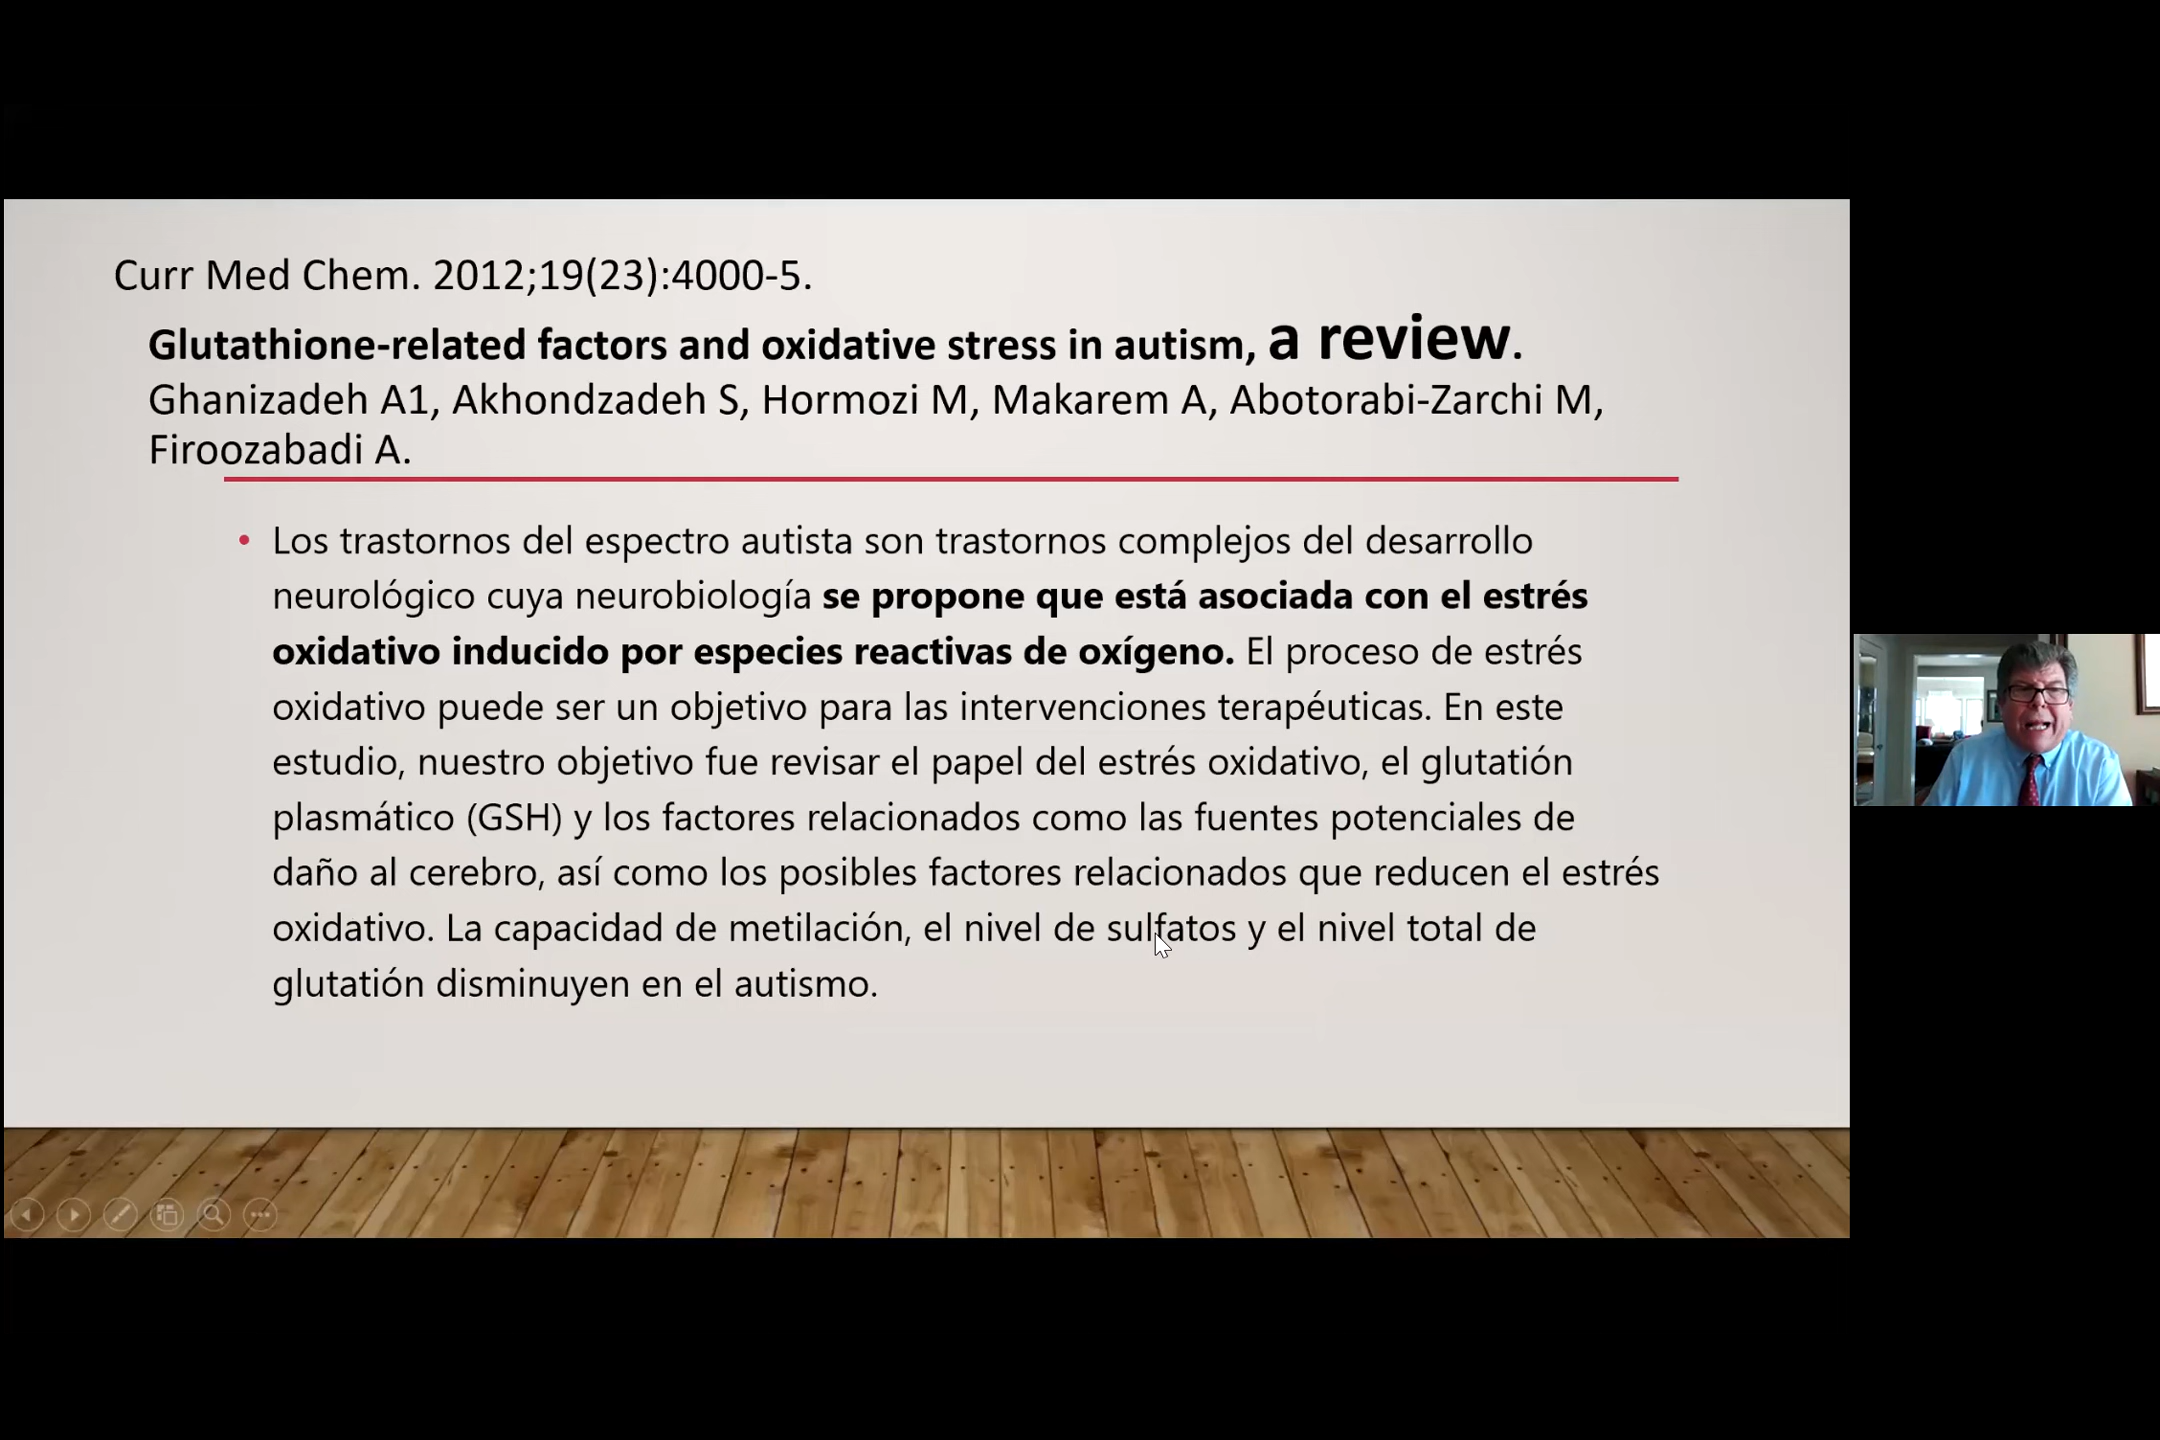 Curr Med Chem. 2012;19(23):4000-5.
Glutathione-related factors and oxidative stress in autism, a review.
Ghanizadeh A1, Akhondzadeh S, Hormozi M, Makarem A, Abotorabi-Zarchi M,
Firoozabadi A.
• Los trastornos del espectro autista son trastornos complejos del desarrollo
neurológico cuya neurobiología se propone que está asociada con el estrés
oxidativo inducido por especies reactivas de oxígeno. El proceso de estrés
oxidativo puede ser un objetivo para las intervenciones terapéuticas. En este
estudio, nuestro objetivo fue revisar el papel del estrés oxidativo, el glutatión
plasmático (GSH) y los factores relacionados como las fuentes potenciales de
daño al cerebro, así como los posibles factores relacionados que reducen el estrés
oxidativo. La capacidad de metilación, el nivel de sulfatos y el nivel total de
glutatión disminuyen en el autismo.